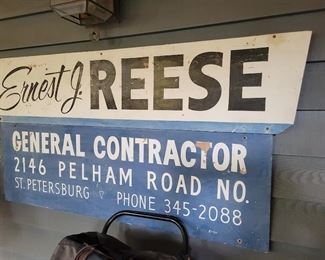 Ernest J. REESE
GENERAL CONTRACTOR
2146 PELHAM ROAD NO.
ST. PETERSBURG PHONE 345-2088